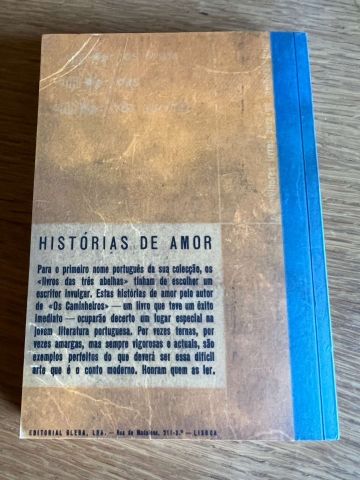 HISTÓRIAS DE AMOR
Para o primeiro nome português da sua colecção, os
«livros das três abelhas» tinham de escolher um
escritor invulgar. Estas histórias de amor pelo autor
de «Os Caminheiros» — um livro que teve um êxito
imediato — ocuparão decerto um lugar especial na
jovem literatura portuguesa. Por vezes ternas, por
vezes amargas, mas sempre vigorosas e actuais, são
exemplos perfeitos do que deverá ser essa difícil
arte que é o conto moderno. Honram quem as ler.
EDITORIAL GLEBA, LDA. — Rua da Madalena, 211-3.º — LISBOA